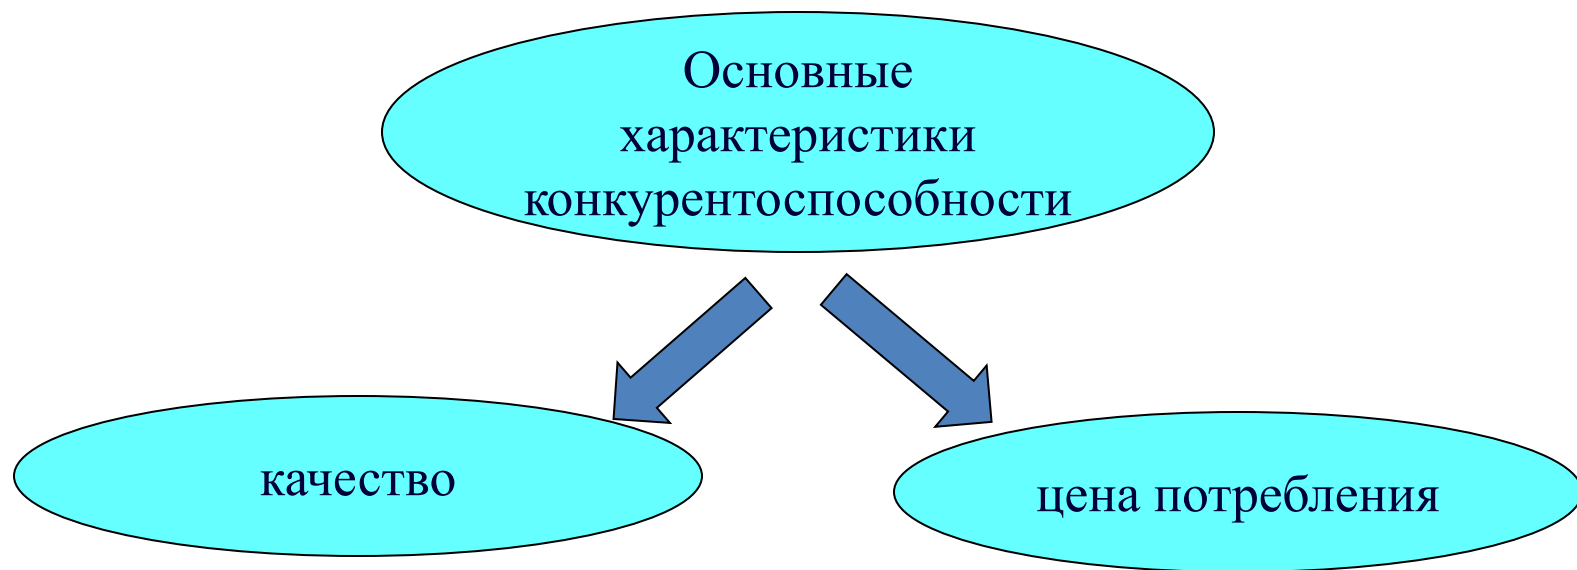 Основные
характеристики
конкурентоспособности
качество
цена потребления